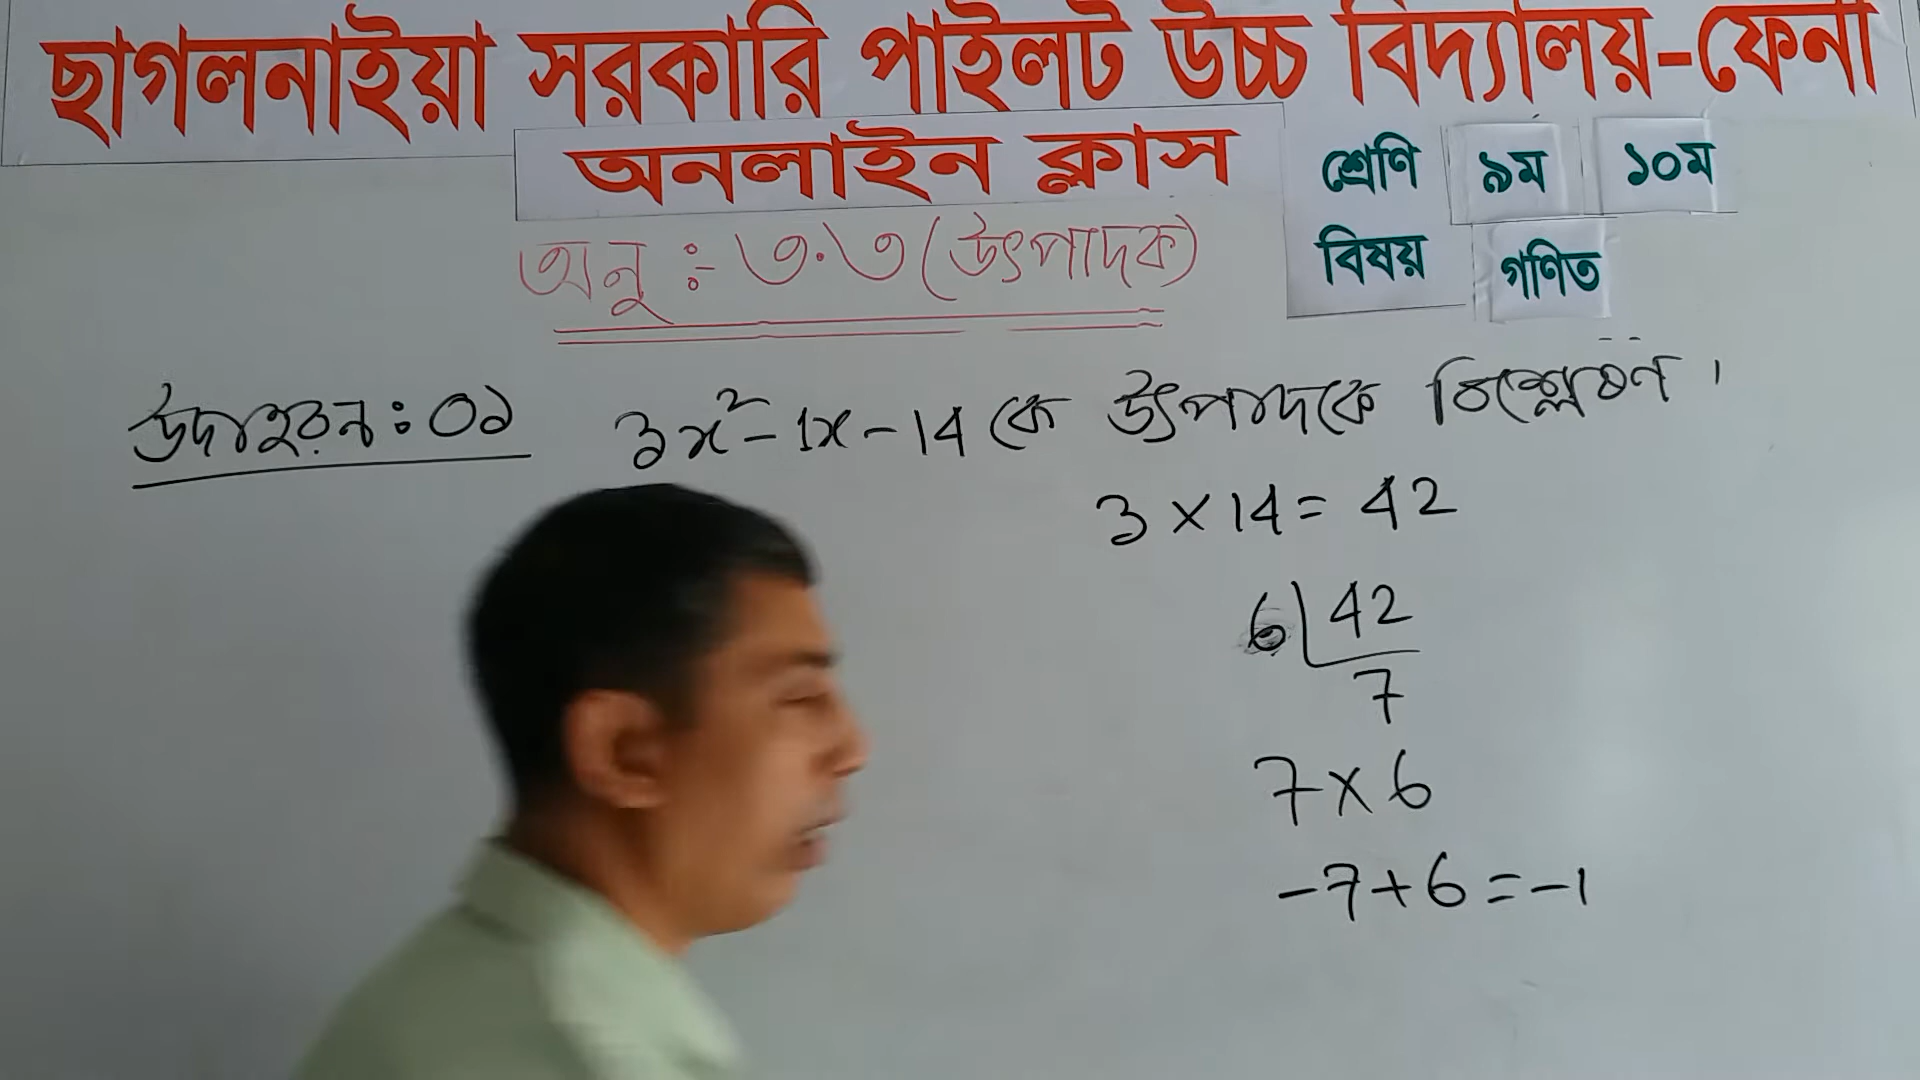 ছাগলনাইয়া সরকারি পাইলট উচ্চ বিদ্যালয়-ফেনী
অনলাইন ক্লাস
শ্রেণি ৯ম ১০ম
বিষয় গণিত
অনু :- ৩.৩ (উৎপাদক)
উদাহরন : ০১ 3x² - 1x - 14 কে উৎপাদকে বিশ্লেষণ ।
3 × 14 = 42
6 | 42
7
7 × 6
-7 + 6 = -1